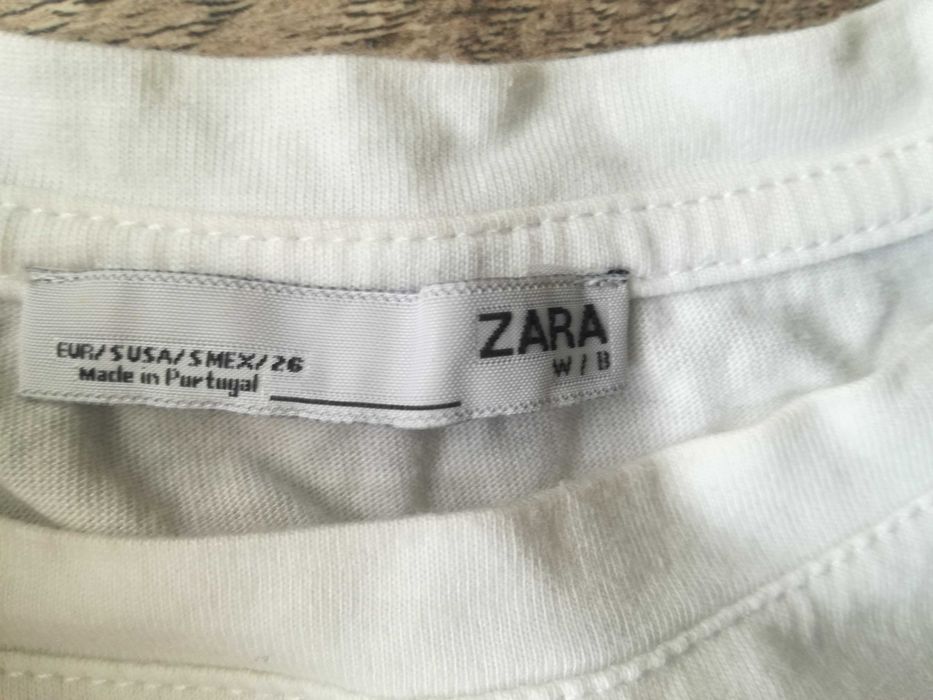 ZARA
W / B
EUR/ S USA/ S MEX/ 26
Made in Portugal